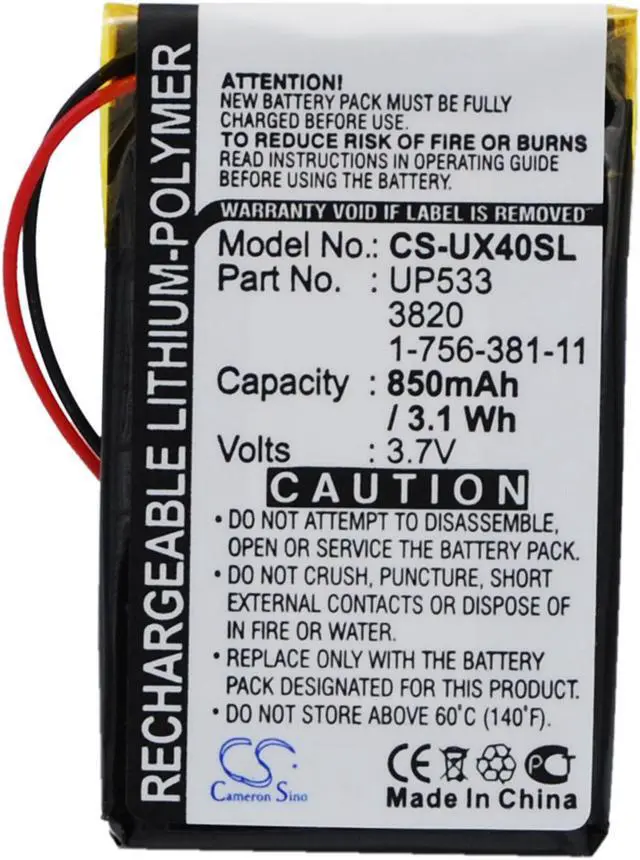 RECHARGEABLE LITHIUM-POLYMER
ATTENTION!
NEW BATTERY PACK MUST BE FULLY
CHARGED BEFORE USE.
TO REDUCE RISK OF FIRE OR BURNS
READ INSTRUCTIONS IN OPERATING GUIDE
BEFORE USING THE BATTERY.
WARRANTY VOID IF LABEL IS REMOVED
Model No.: CS-UX40SL
Part No. : UP533
3820
1-756-381-11
Capacity : 850mAh
/ 3.1 Wh
Volts : 3.7V
CAUTION
• DO NOT ATTEMPT TO DISASSEMBLE,
OPEN OR SERVICE THE BATTERY PACK.
• DO NOT CRUSH, PUNCTURE, SHORT
EXTERNAL CONTACTS OR DISPOSE OF
IN FIRE OR WATER.
• REPLACE ONLY WITH THE BATTERY
PACK DESIGNATED FOR THIS PRODUCT.
• DO NOT STORE ABOVE 60°C (140°F).
CS
Cameron Sino
CE PC
Made In China